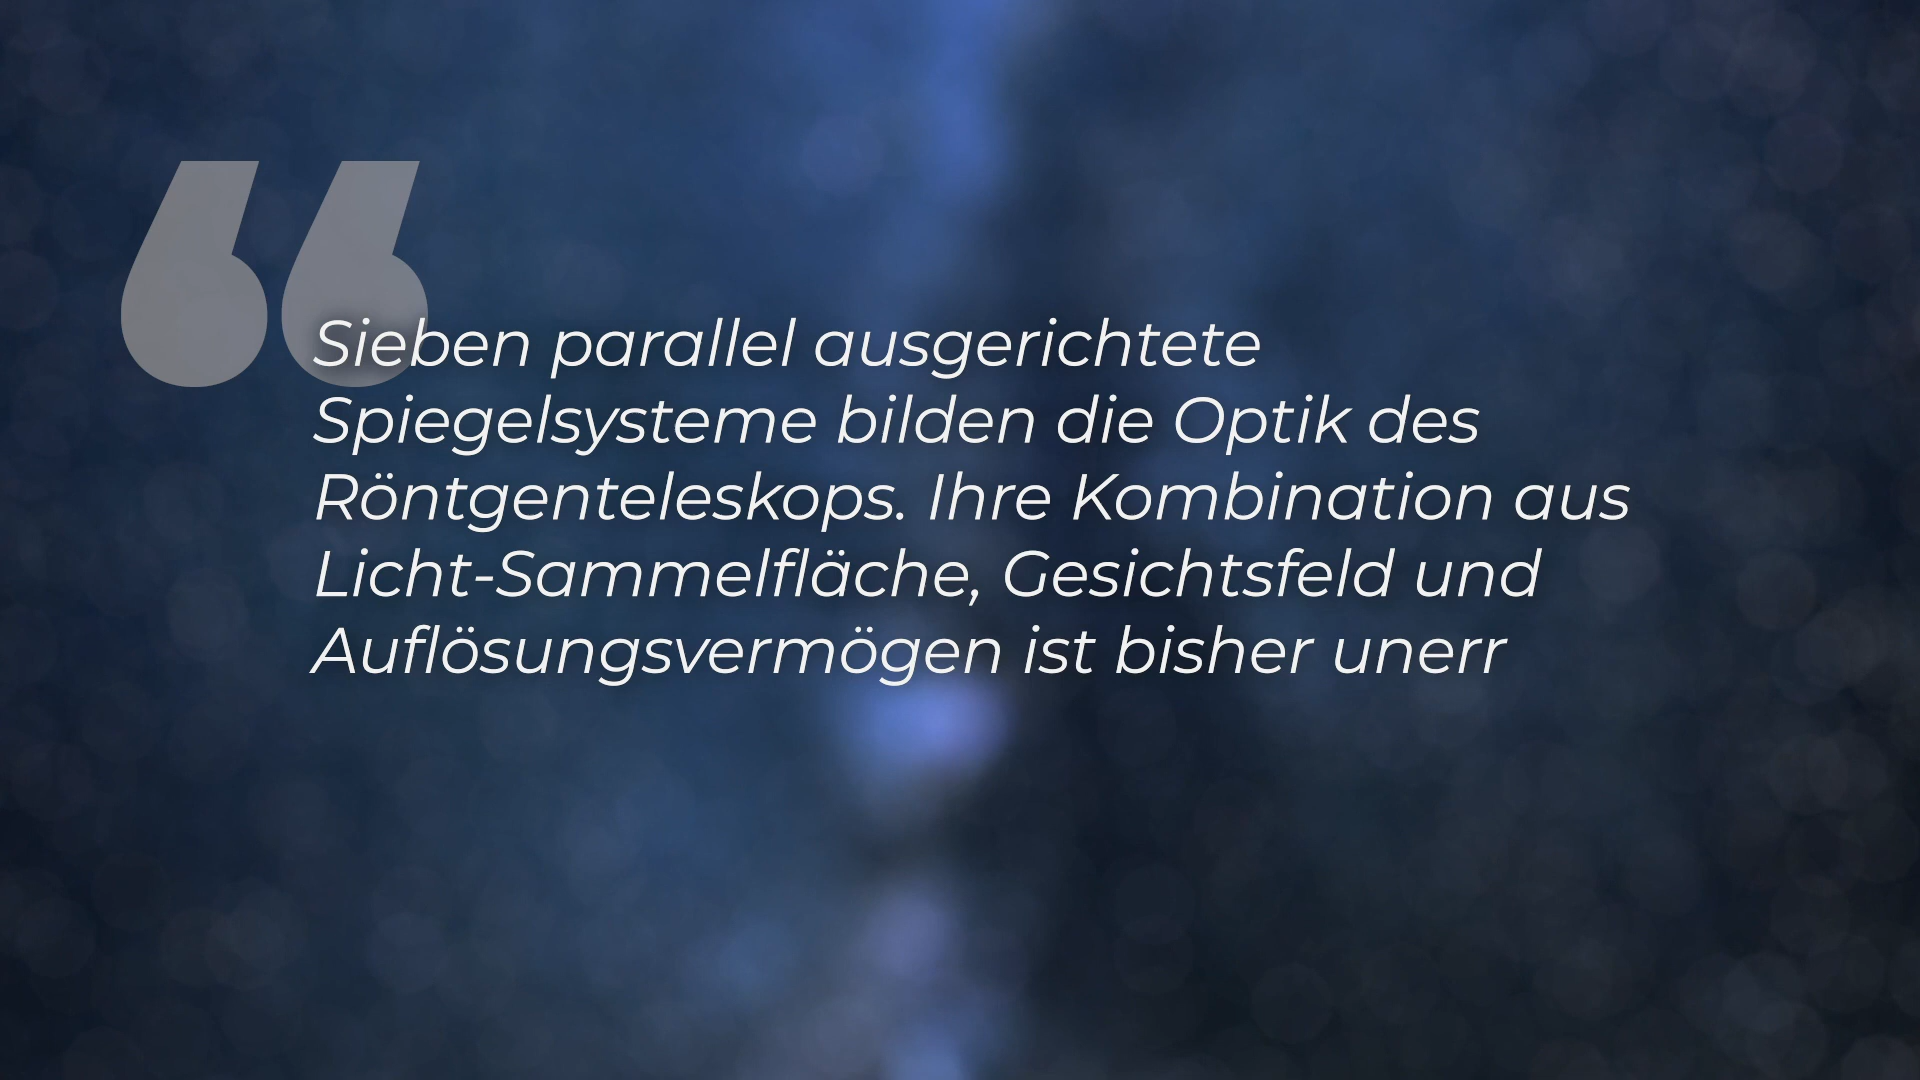 Sieben parallel ausgerichtete
Spiegelsysteme bilden die Optik des
Röntgenteleskops. Ihre Kombination aus
Licht-Sammelfläche, Gesichtsfeld und
Auflösungsvermögen ist bisher unerr